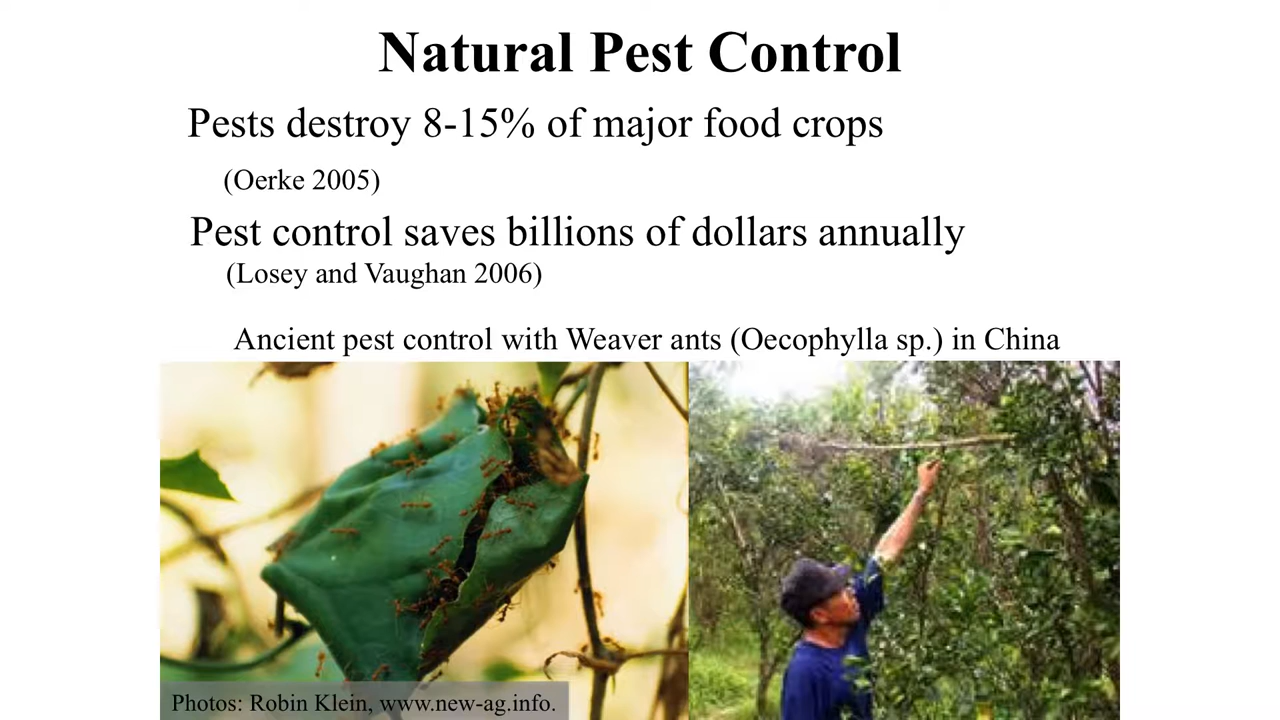 Natural Pest Control
Pests destroy 8-15% of major food crops
(Oerke 2005)
Pest control saves billions of dollars annually
(Losey and Vaughan 2006)
Ancient pest control with Weaver ants (Oecophylla sp.) in China
Photos: Robin Klein, www.new-ag.info.